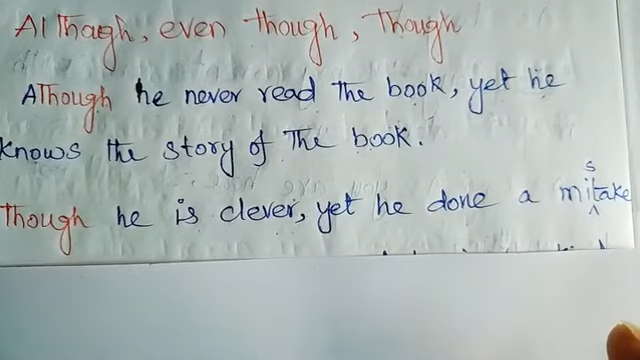 Althagh, even though, Though
AThough he never read The book, yet he
knows the story of The book.
Though he is clever, yet he done a mistake